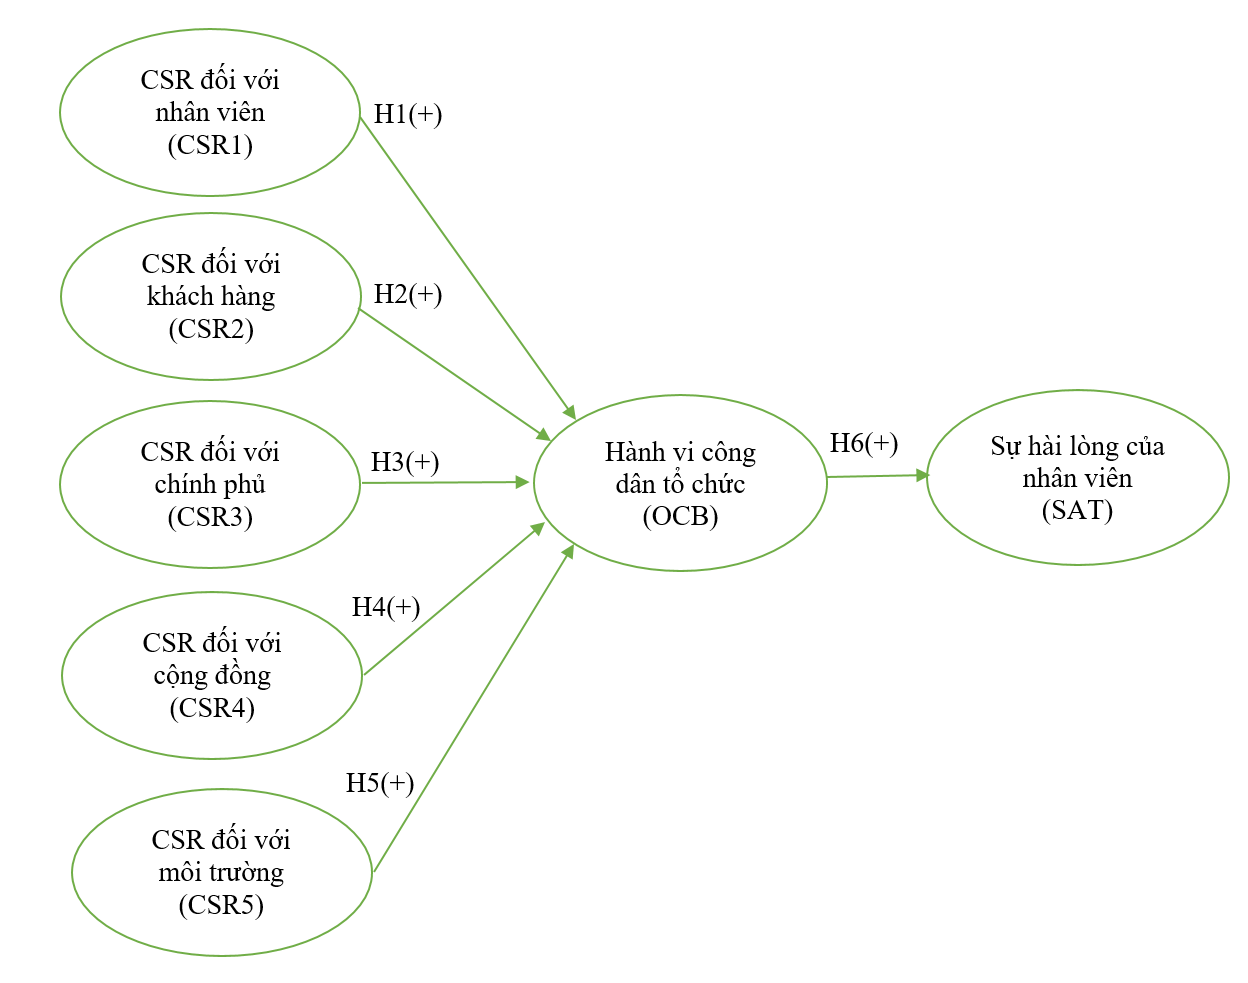 CSR đối với
nhân viên
(CSR1)
H1(+)
CSR đối với
khách hàng
(CSR2)
H2(+)
CSR đối với
chính phủ
(CSR3)
H3(+)
CSR đối với
cộng đồng
(CSR4)
H4(+)
CSR đối với
môi trường
(CSR5)
H5(+)
Hành vi công
dân tổ chức
(OCB)
H6(+)
Sự hài lòng của
nhân viên
(SAT)